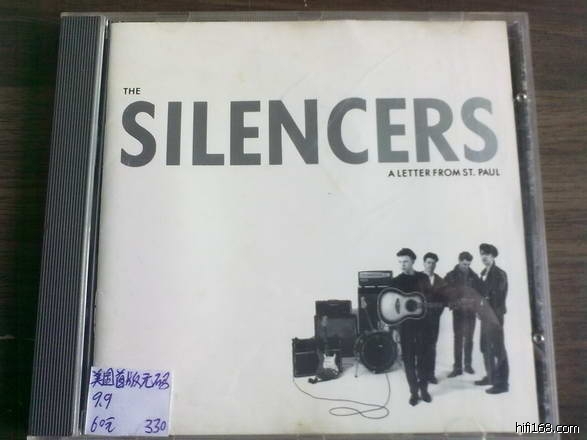 THE
SILENCERS
A LETTER FROM ST. PAUL
美国首版无码
9.9
60元 330
hifi168.com